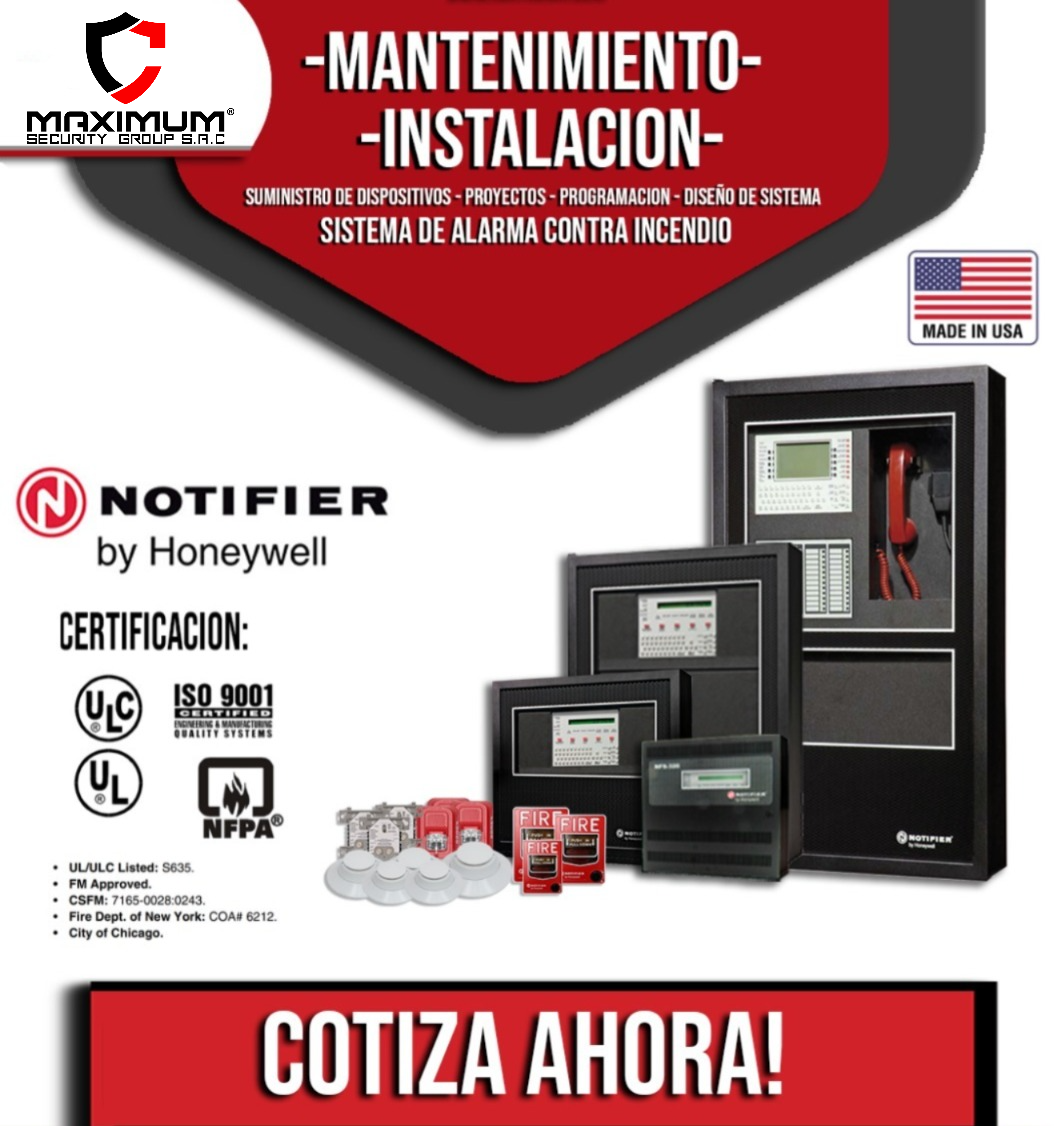 MAXIMUM®
SECURITY GROUP S.A.C
-MANTENIMIENTO-
-INSTALACION-
SUMINISTRO DE DISPOSITIVOS - PROYECTOS - PROGRAMACION - DISEÑO DE SISTEMA
SISTEMA DE ALARMA CONTRA INCENDIO
MADE IN USA
N NOTIFIER
by Honeywell
CERTIFICACION:
ULC®
ISO 9001
CERTIFIED
ENGINEERING & MANUFACTURING
QUALITY SYSTEMS
UL®
NFPA®
• UL/ULC Listed: S635.
• FM Approved.
• CSFM: 7165-0028:0243.
• Fire Dept. of New York: COA# 6212.
• City of Chicago.
FIRE
FIRE
FIRE
NOTIFIER
by Honeywell
COTIZA AHORA!